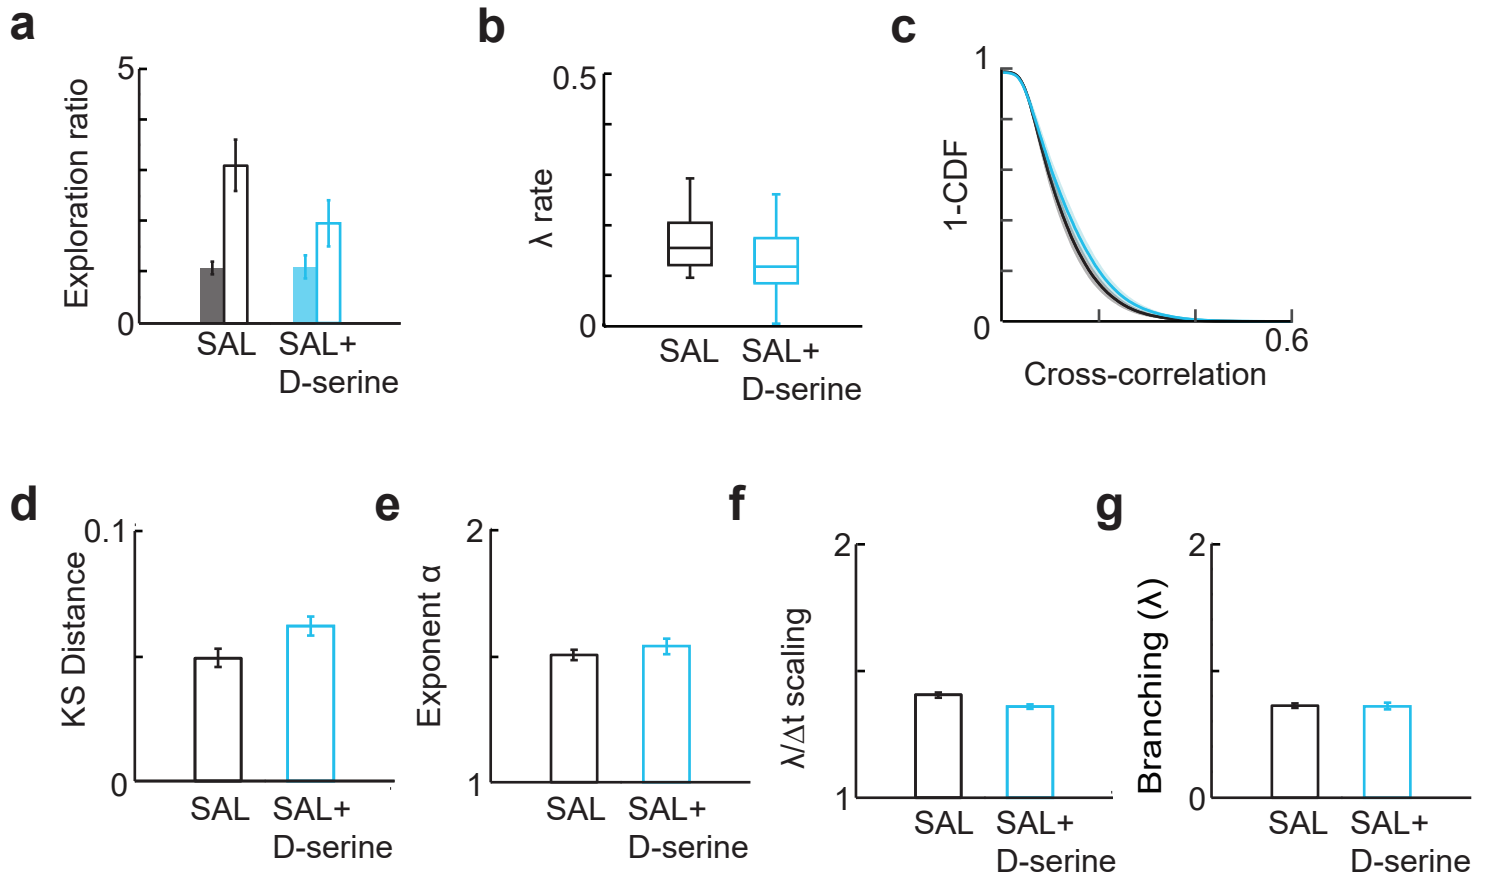 a
5
Exploration ratio
0
SAL
SAL+
D-serine
b
0.5
λ rate
0
SAL
SAL+
D-serine
c
1
1-CDF
0
0.6
Cross-correlation
d
0.1
KS Distance
0
SAL
SAL+
D-serine
e
2
Exponent α
1
SAL
SAL+
D-serine
f
2
λ/Δt scaling
1
SAL
SAL+
D-serine
g
2
Branching (λ)
0
SAL
SAL+
D-serine